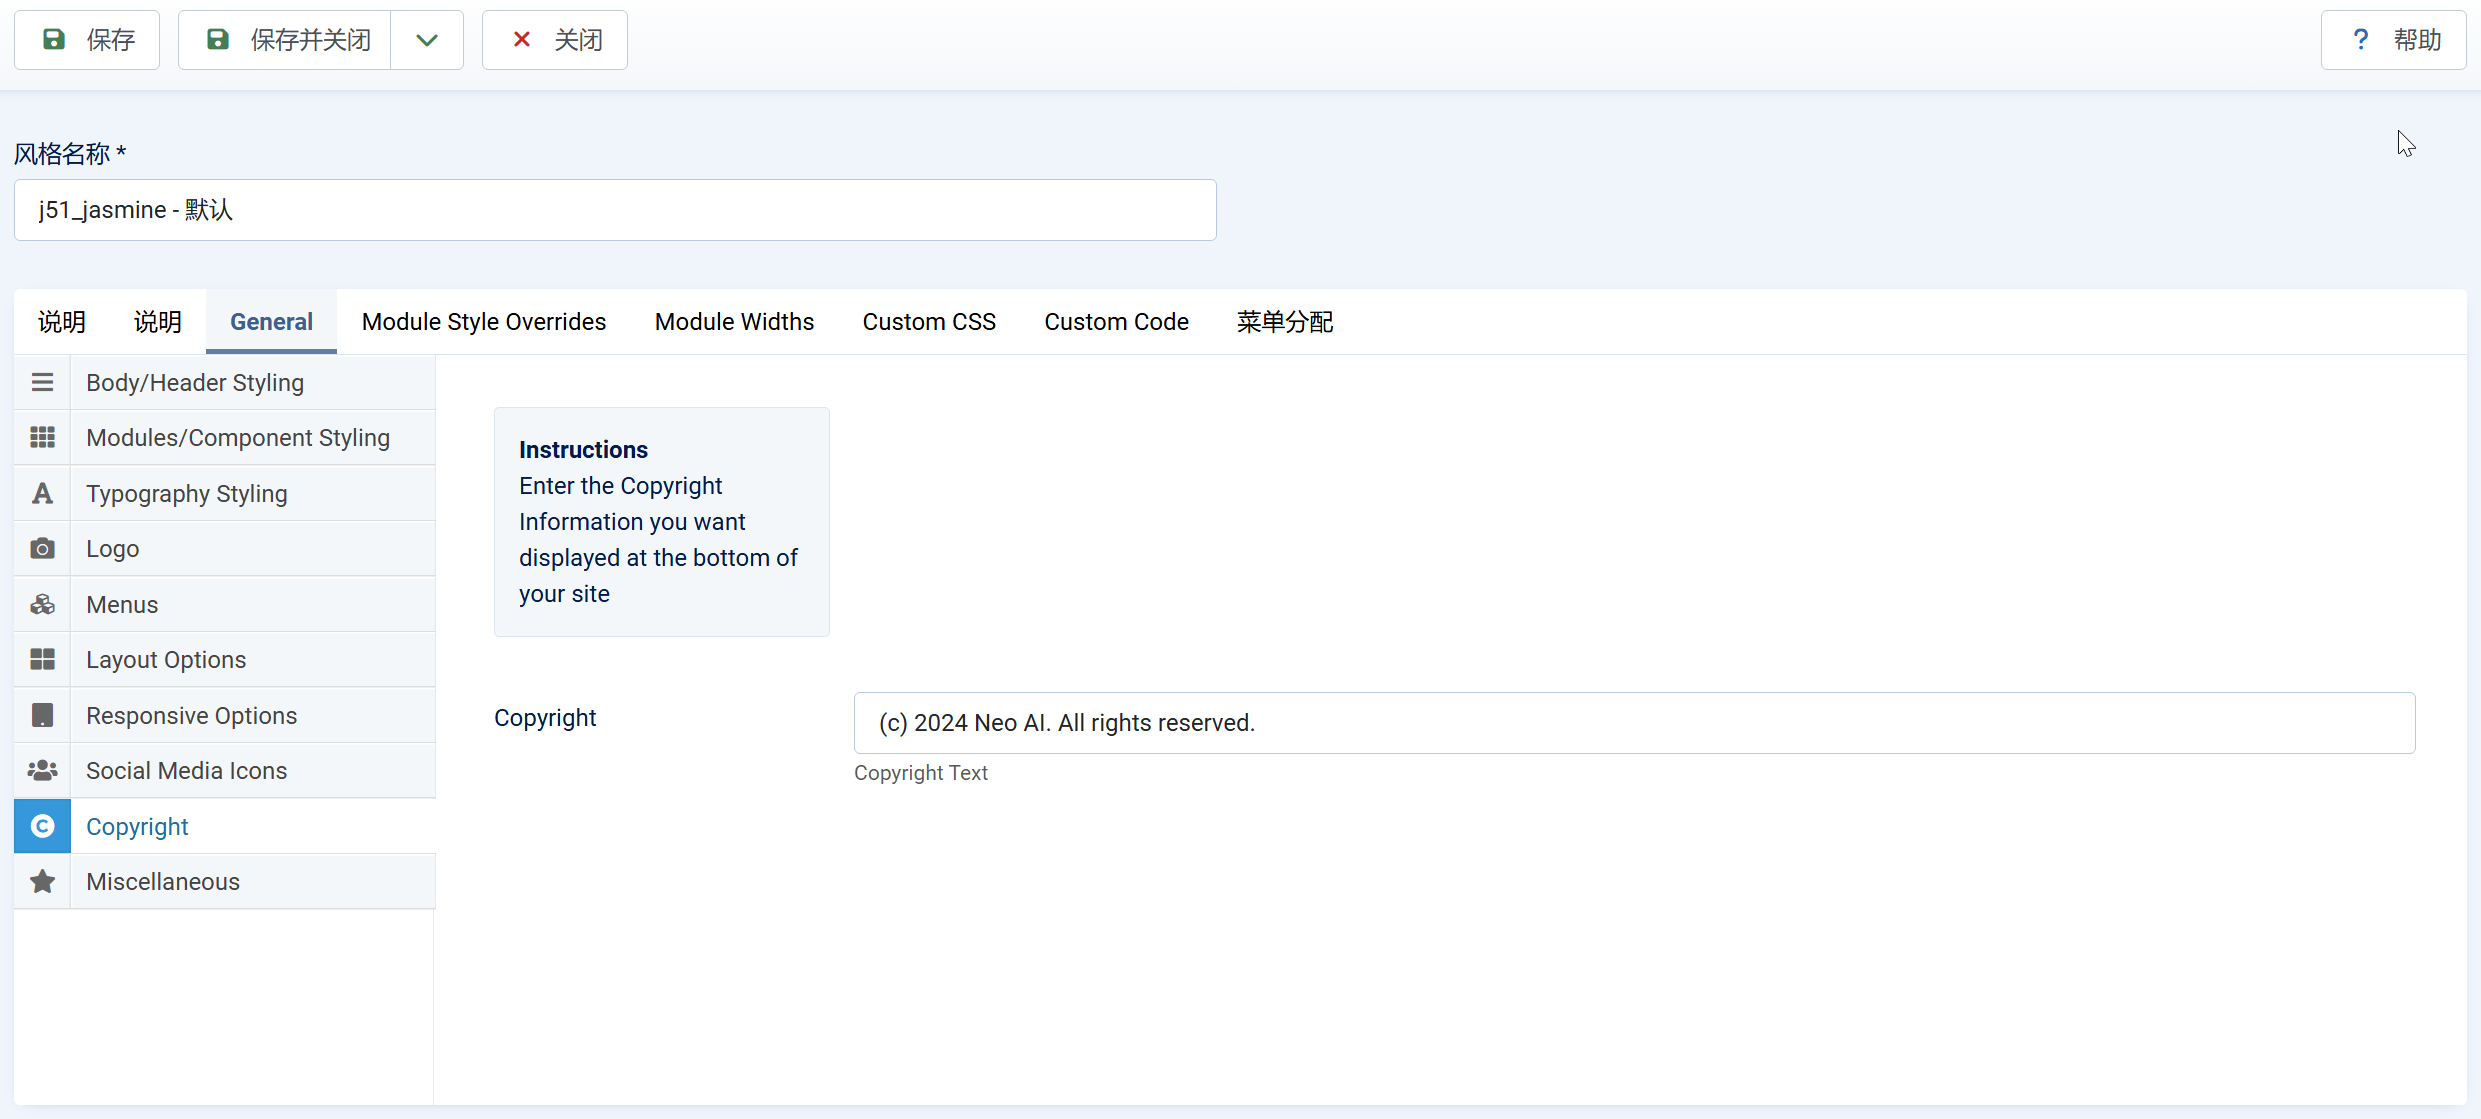 保存
保存并关闭
关闭
? 帮助
风格名称 *
j51_jasmine - 默认
说明
说明
General
Module Style Overrides
Module Widths
Custom CSS
Custom Code
菜单分配
Body/Header Styling
Modules/Component Styling
Typography Styling
Logo
Menus
Layout Options
Responsive Options
Social Media Icons
Copyright
Miscellaneous
Instructions
Enter the Copyright
Information you want
displayed at the bottom of
your site
Copyright
(c) 2024 Neo AI. All rights reserved.
Copyright Text